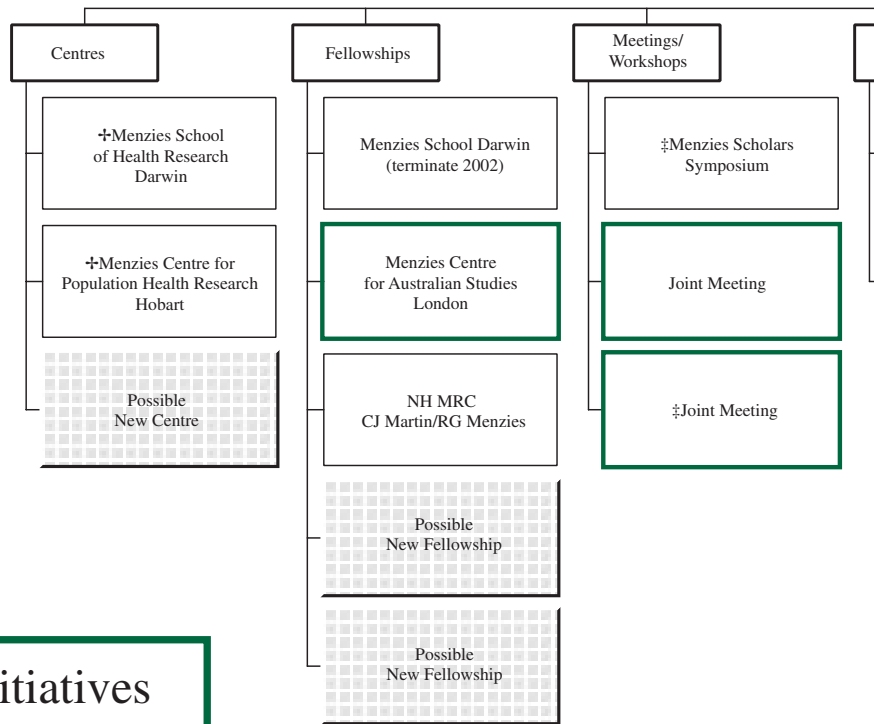 Centres
✢Menzies School
of Health Research
Darwin
✢Menzies Centre for
Population Health Research
Hobart
Possible
New Centre
Fellowships
Menzies School Darwin
(terminate 2002)
Menzies Centre
for Australian Studies
London
NH MRC
CJ Martin/RG Menzies
Possible
New Fellowship
Possible
New Fellowship
Meetings/
Workshops
‡Menzies Scholars
Symposium
Joint Meeting
‡Joint Meeting
itiatives